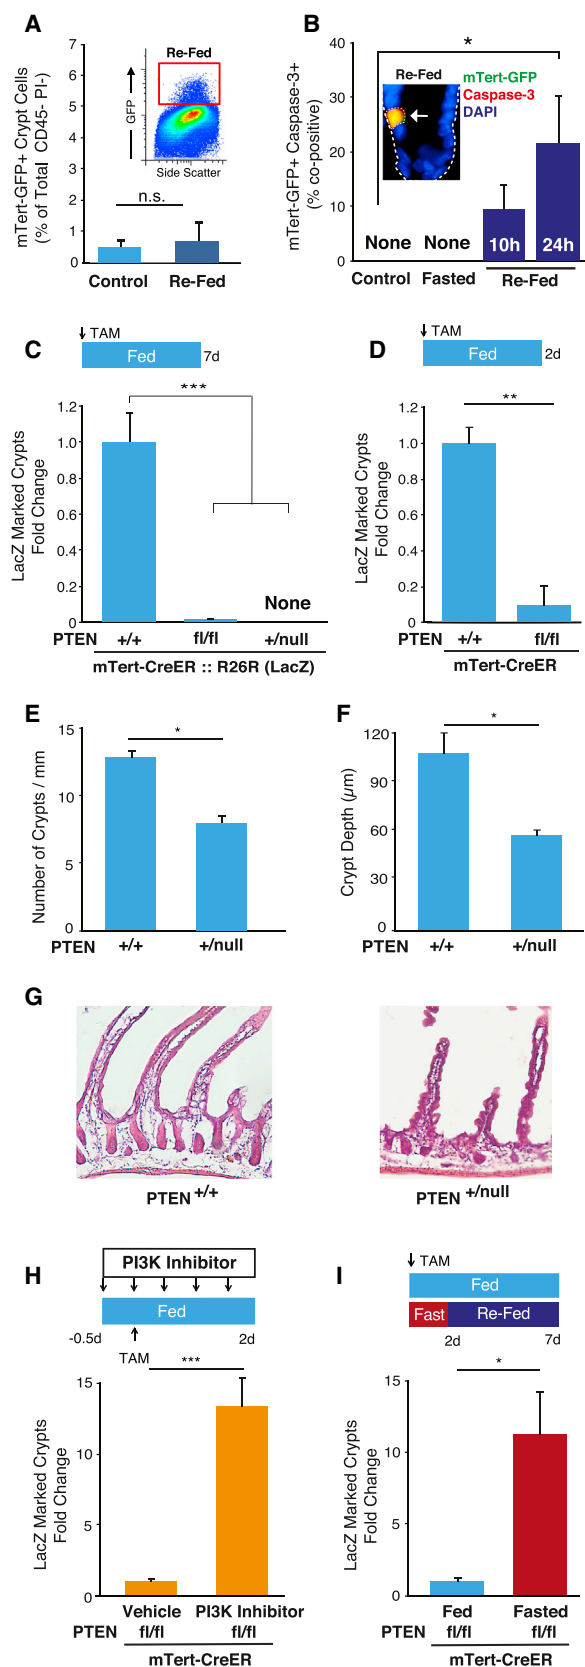 A
mTert-GFP+ Crypt Cells
(% of Total CD45- PI-)
7
6
5
4
3
2
1
0
Re-Fed
GFP
Side Scatter
n.s.
Control
Re-Fed
B
mTert-GFP+ Caspase-3+
(% co-positive)
40
30
20
10
0
*
Re-Fed
mTert-GFP
Caspase-3
DAPI
None
None
10h
24h
Control
Fasted
Re-Fed
C
TAM
Fed
7d
LacZ Marked Crypts
Fold Change
1.2
1.0
0.8
0.6
0.4
0.2
0
***
None
PTEN
+/+
fl/fl
+/null
mTert-CreER :: R26R (LacZ)
D
TAM
Fed
2d
LacZ Marked Crypts
Fold Change
1.2
1.0
0.8
0.6
0.4
0.2
0
**
PTEN
+/+
fl/fl
mTert-CreER
E
Number of Crypts / mm
15
10
5
0
*
PTEN
+/+
+/null
F
Crypt Depth (µm)
120
90
60
30
0
*
PTEN
+/+
+/null
G
PTEN +/+
PTEN +/null
H
PI3K Inhibitor
Fed
-0.5d
2d
TAM
LacZ Marked Crypts
Fold Change
15
10
5
0
***
Vehicle
PI3K Inhibitor
PTEN
fl/fl
fl/fl
mTert-CreER
I
TAM
Fed
Fast
Re-Fed
2d
7d
LacZ Marked Crypts
Fold Change
15
10
5
0
*
Fed
Fasted
PTEN
fl/fl
fl/fl
mTert-CreER